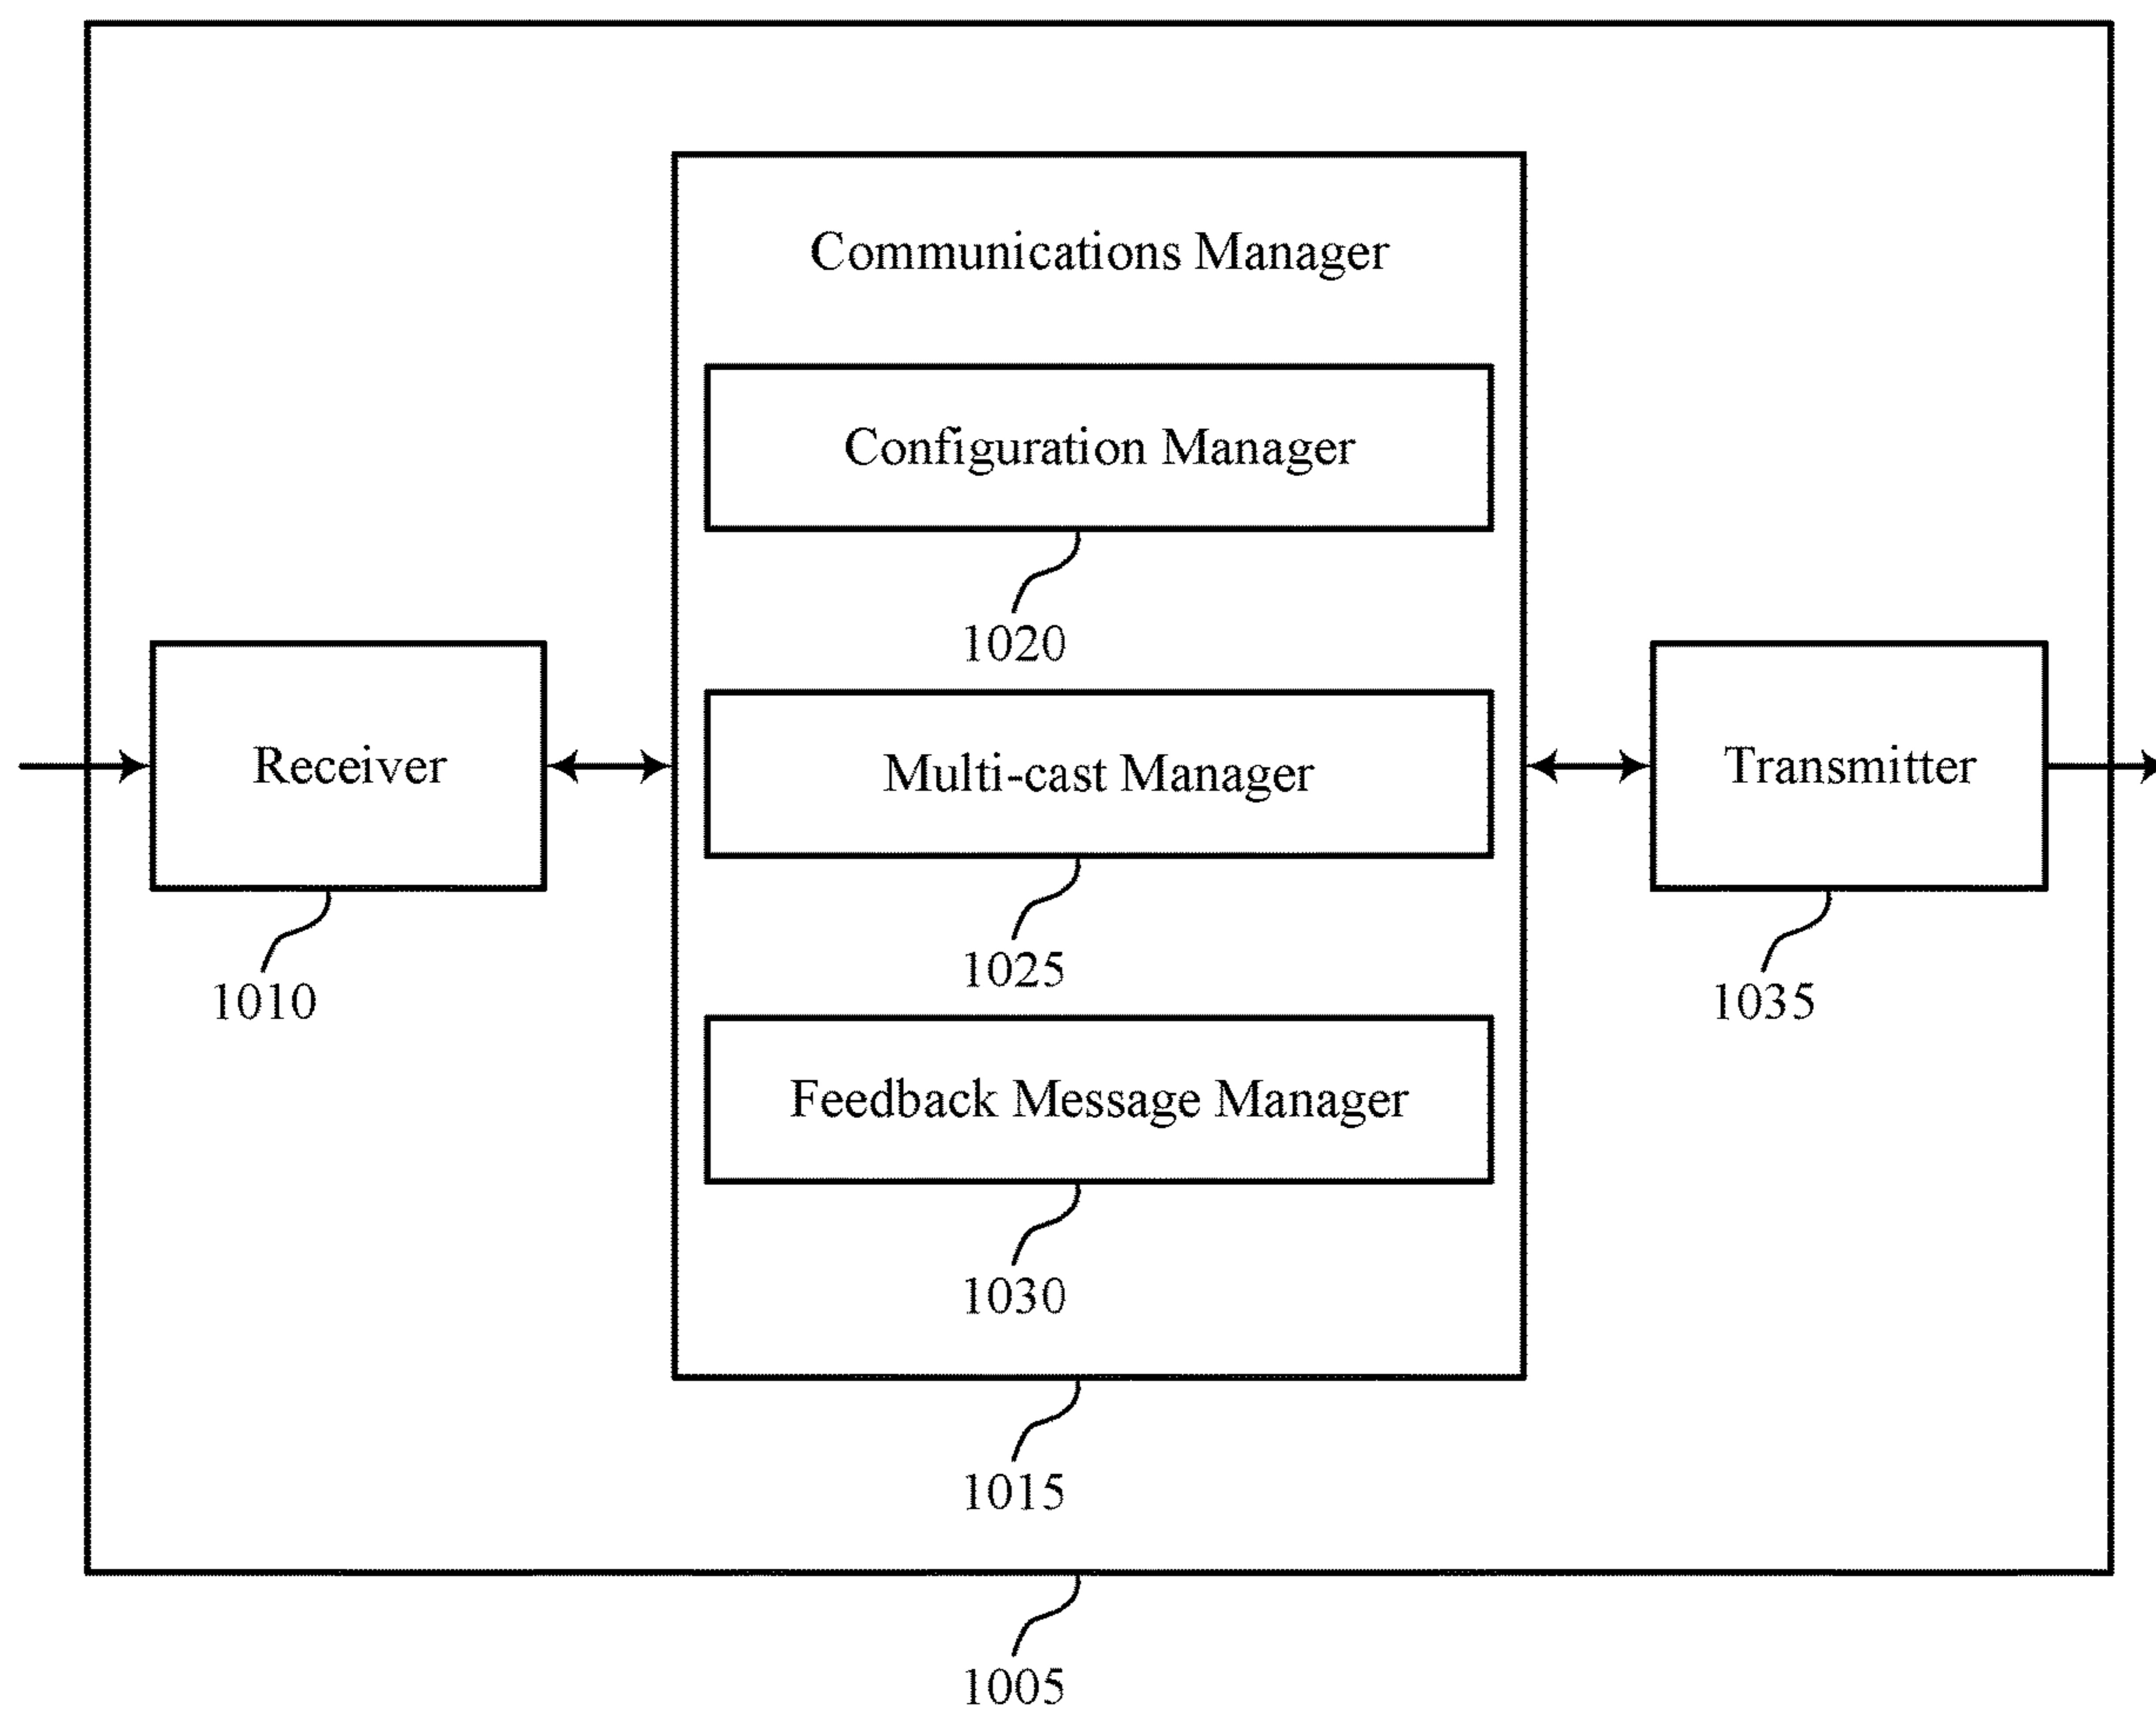 Communications Manager
Configuration Manager
1020
Receiver
1010
Multi-cast Manager
1025
Transmitter
1035
Feedback Message Manager
1030
1015
1005